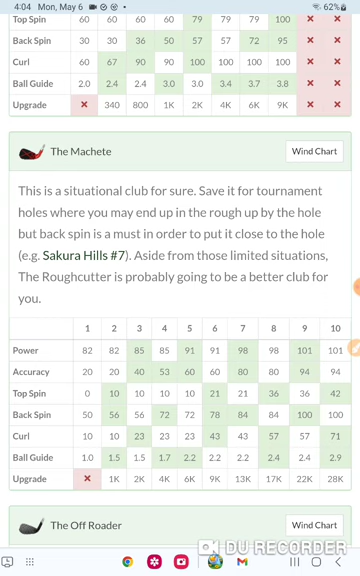 4:04 Mon, May 6 62%
Top Spin 60 60 60 60 79 79 79 100
Back Spin 30 30 36 50 57 57 72 95
Curl 60 67 90 90 100 100 100 100
Ball Guide 2.0 2.4 2.4 3.0 3.0 3.4 3.7 3.8
Upgrade 340 800 1K 2K 4K 6K 9K
The Machete Wind Chart
This is a situational club for sure. Save it for tournament
holes where you may end up in the rough up by the hole
but back spin is a must in order to put it close to the hole
(e.g. Sakura Hills #7). Aside from those limited situations,
The Roughcutter is probably going to be a better club for
you.
1 2 3 4 5 6 7 8 9 10
Power 82 82 85 85 91 91 98 98 101 101
Accuracy 20 20 40 53 60 60 80 80 94 94
Top Spin 0 10 10 10 10 21 21 36 36 42
Back Spin 50 56 56 72 72 78 84 84 100 100
Curl 10 10 23 23 23 43 43 57 57 71
Ball Guide 1.0 1.5 1.5 1.7 2.2 2.2 2.2 2.4 2.4 2.9
Upgrade 1K 2K 4K 6K 9K 13K 17K 22K 28K
DU RECORDER
The Off Roader Wind Chart